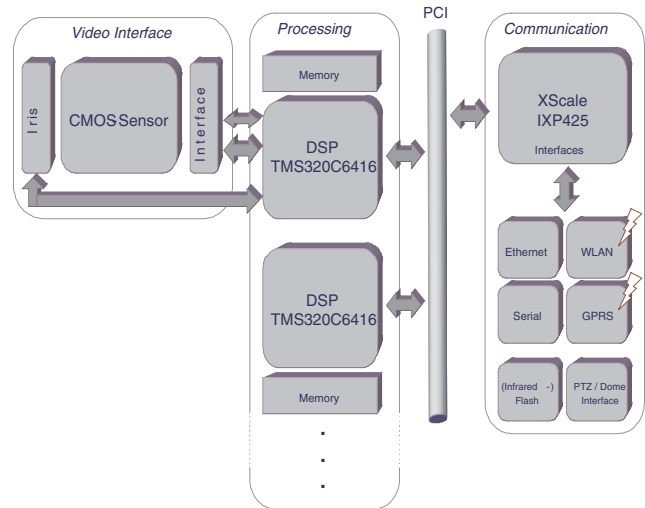 Video Interface
Iris
CMOS Sensor
Interface
Processing
Memory
DSP
TMS320C6416
DSP
TMS320C6416
Memory
PCI
Communication
XScale
IXP425
Interfaces
Ethernet
WLAN
Serial
GPRS
(Infrared -)
Flash
PTZ / Dome
Interface